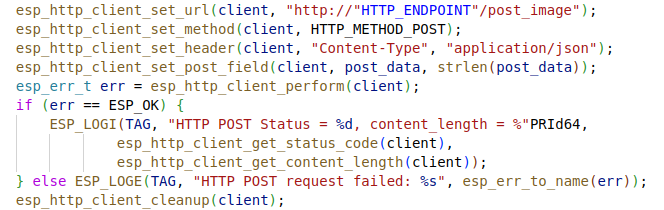 esp_http_client_set_url(client, "http://"HTTP_ENDPOINT"/post_image");
esp_http_client_set_method(client, HTTP_METHOD_POST);
esp_http_client_set_header(client, "Content-Type", "application/json");
esp_http_client_set_post_field(client, post_data, strlen(post_data));
esp_err_t err = esp_http_client_perform(client);
if (err == ESP_OK) {
    ESP_LOGI(TAG, "HTTP POST Status = %d, content_length = %"PRId64,
            esp_http_client_get_status_code(client),
            esp_http_client_get_content_length(client));
} else ESP_LOGE(TAG, "HTTP POST request failed: %s", esp_err_to_name(err));
esp_http_client_cleanup(client);